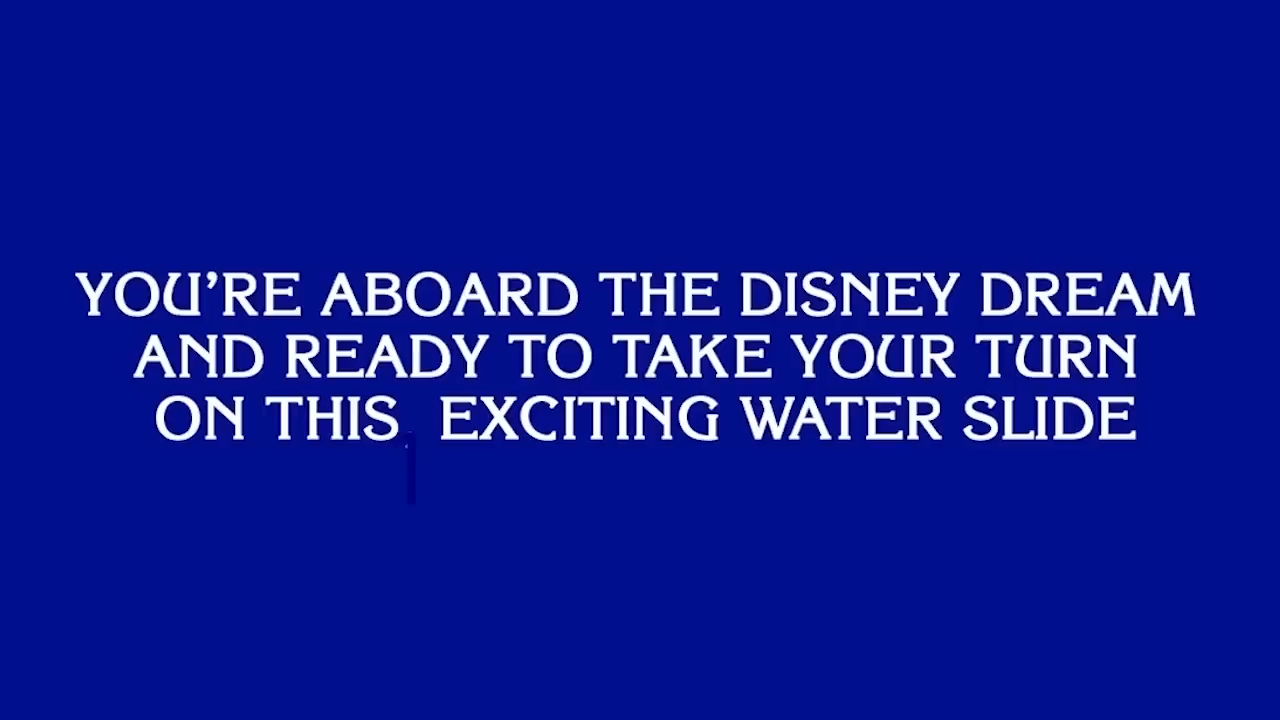 YOU’RE ABOARD THE DISNEY DREAM
AND READY TO TAKE YOUR TURN
ON THIS EXCITING WATER SLIDE